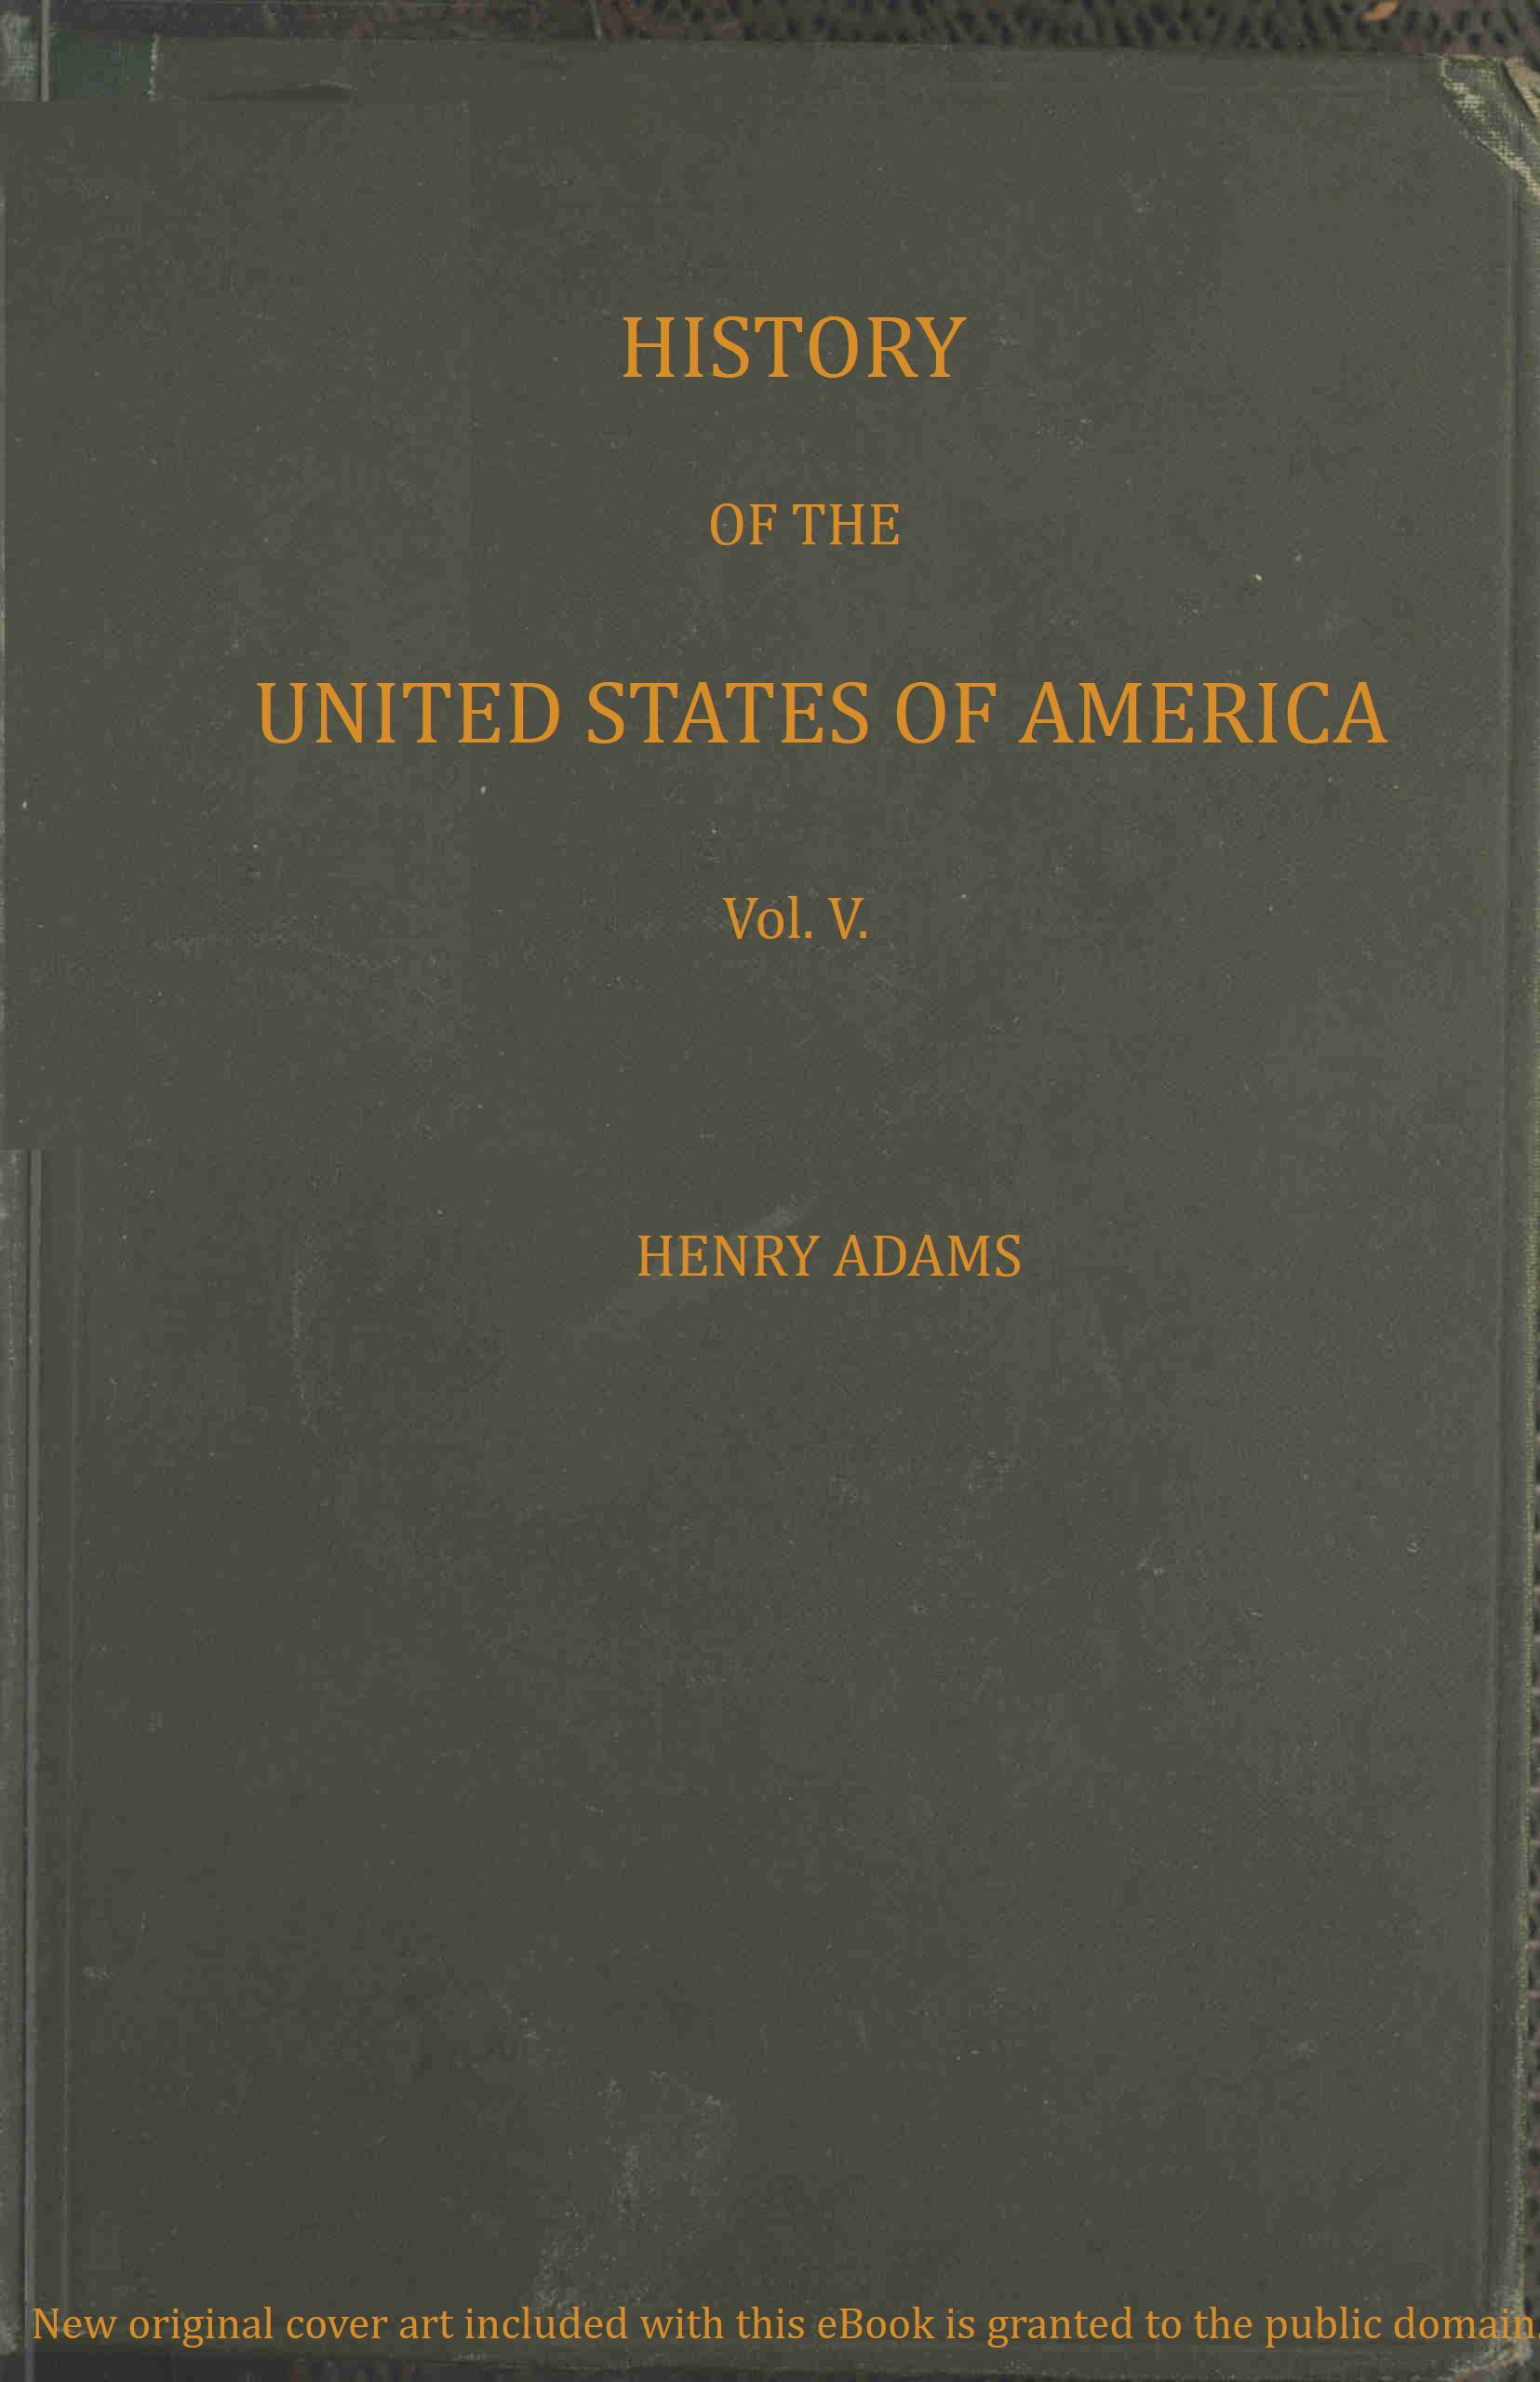 HISTORY
OF THE
UNITED STATES OF AMERICA
Vol. V.
HENRY ADAMS
New original cover art included with this eBook is granted to the public domain.